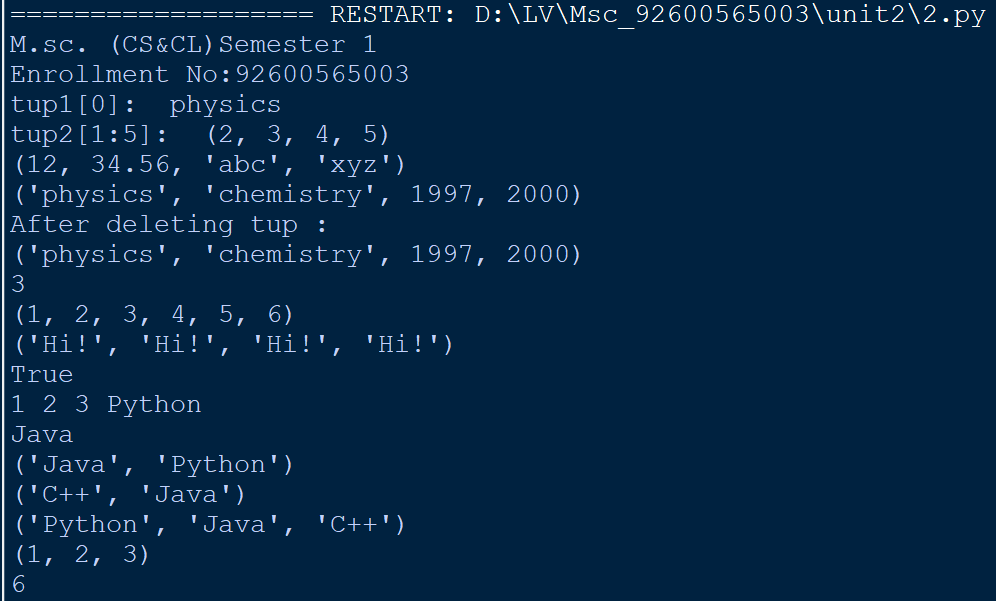 =================== RESTART: D:\LV\Msc_92600565003\unit2\2.py
M.sc. (CS&CL)Semester 1
Enrollment No:92600565003
tup1[0]:  physics
tup2[1:5]:  (2, 3, 4, 5)
(12, 34.56, 'abc', 'xyz')
('physics', 'chemistry', 1997, 2000)
After deleting tup :
('physics', 'chemistry', 1997, 2000)
3
(1, 2, 3, 4, 5, 6)
('Hi!', 'Hi!', 'Hi!', 'Hi!')
True
1 2 3 Python
Java
('Java', 'Python')
('C++', 'Java')
('Python', 'Java', 'C++')
(1, 2, 3)
6